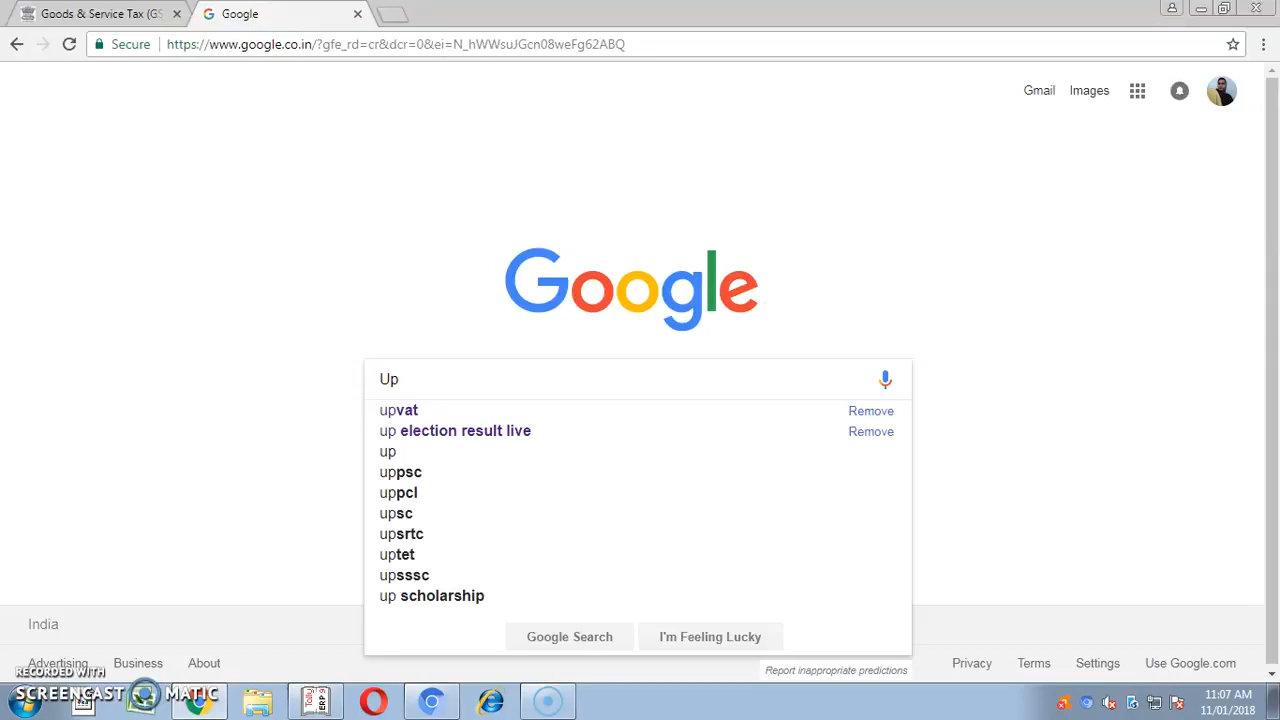 Goods & Service Tax (GS
Google
Secure https://www.google.co.in/?gfe_rd=cr&dcr=0&ei=N_hWWsuJGcn08weFg62ABQ
Gmail Images
Google
Up
upvat Remove
up election result live Remove
up
uppsc
uppcl
upsc
upsrtc
uptet
upsssc
up scholarship
Google Search I'm Feeling Lucky
India
Report inappropriate predictions
Advertising Business About Privacy Terms Settings Use Google.com
RECORDED WITH
SCREENCAST MATIC
11:07 AM
11/01/2018